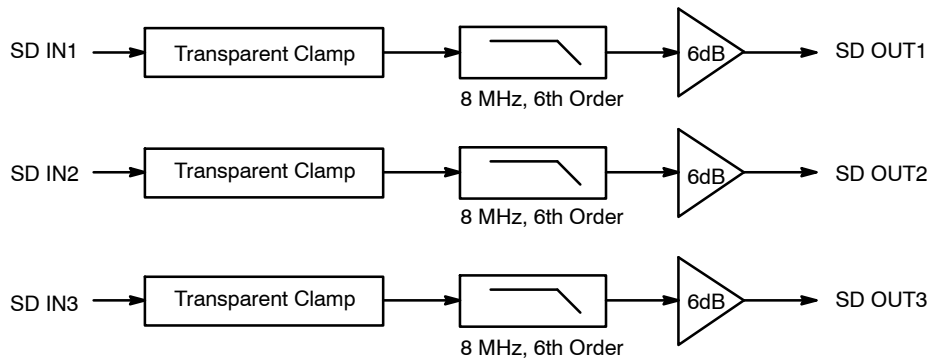 SD IN1 Transparent Clamp 6dB SD OUT1
8 MHz, 6th Order
SD IN2 Transparent Clamp 6dB SD OUT2
8 MHz, 6th Order
SD IN3 Transparent Clamp 6dB SD OUT3
8 MHz, 6th Order